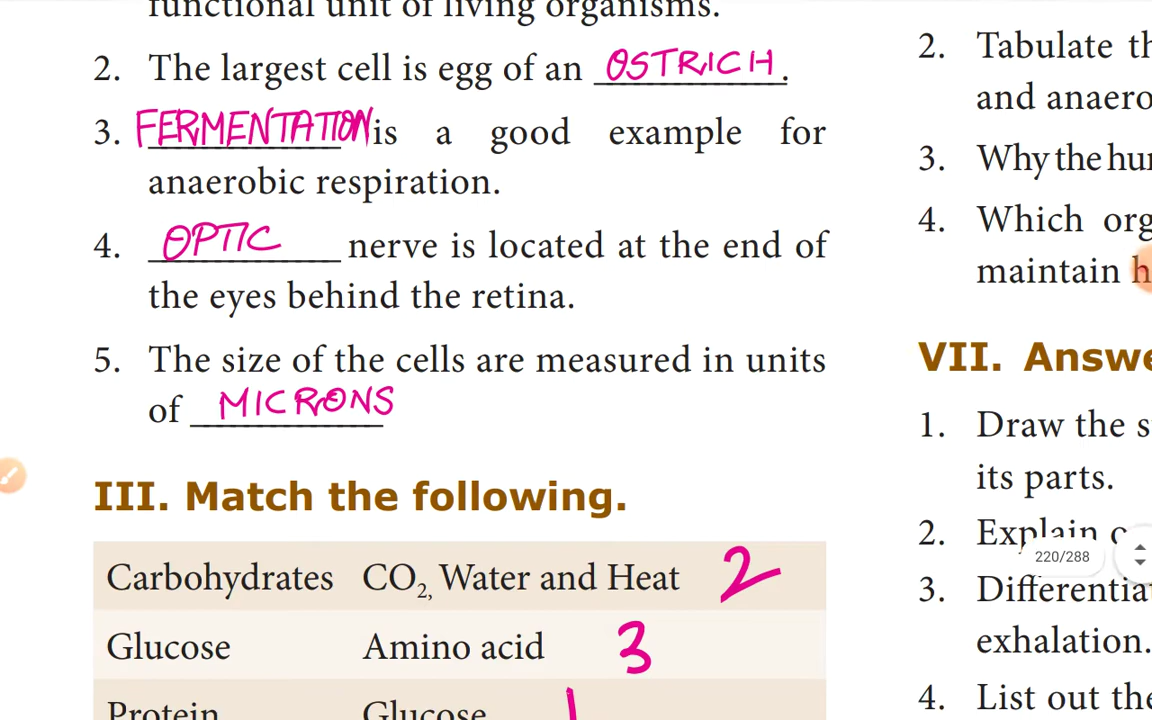 functional unit of living organisms.
2. The largest cell is egg of an OSTRICH.
3. FERMENTATION is a good example for
anaerobic respiration.
4. OPTIC nerve is located at the end of
the eyes behind the retina.
5. The size of the cells are measured in units
of MICRONS
III. Match the following.
Carbohydrates CO2, Water and Heat 2
Glucose Amino acid 3
Protein Glucose 1
2. Tabulate th
and anaero
3. Why the hu
4. Which org
maintain h
VII. Answe
1. Draw the s
its parts.
2. Explain o
220/288
3. Differentia
exhalation.
4. List out the